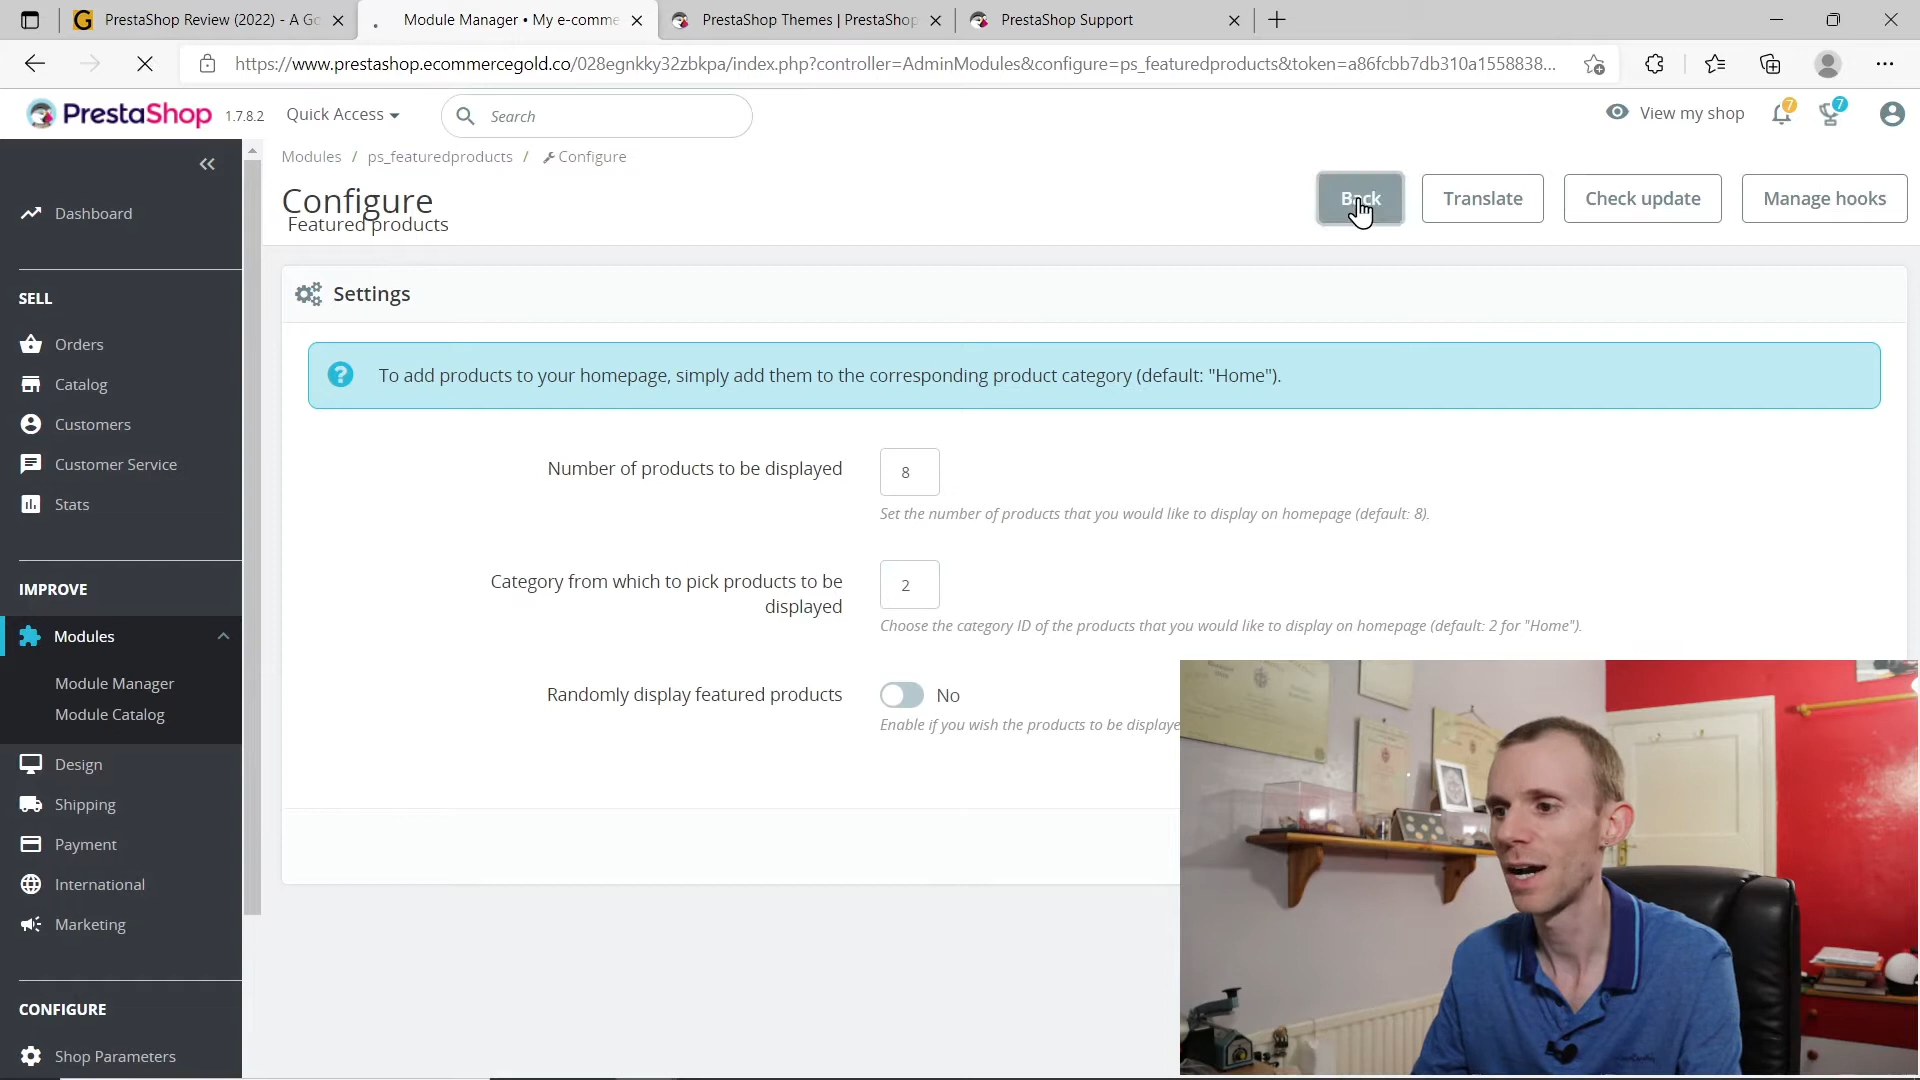 PrestaShop Review (2022) - A Go
Module Manager • My e-comme
PrestaShop Themes | PrestaShop
PrestaShop Support
https://www.prestashop.ecommercegold.co/028egnkky32zbkpa/index.php?controller=AdminModules&configure=ps_featuredproducts&token=a86fcbb7db310a1558838...
PrestaShop 1.7.8.2
Quick Access
Search
View my shop
7
7
Modules / ps_featuredproducts / Configure
Configure
Featured products
Back
Translate
Check update
Manage hooks
Dashboard
SELL
Orders
Catalog
Customers
Customer Service
Stats
IMPROVE
Modules
Module Manager
Module Catalog
Design
Shipping
Payment
International
Marketing
CONFIGURE
Shop Parameters
Settings
To add products to your homepage, simply add them to the corresponding product category (default: "Home").
Number of products to be displayed
8
Set the number of products that you would like to display on homepage (default: 8).
Category from which to pick products to be
displayed
2
Choose the category ID of the products that you would like to display on homepage (default: 2 for "Home").
Randomly display featured products
No
Enable if you wish the products to be displaye